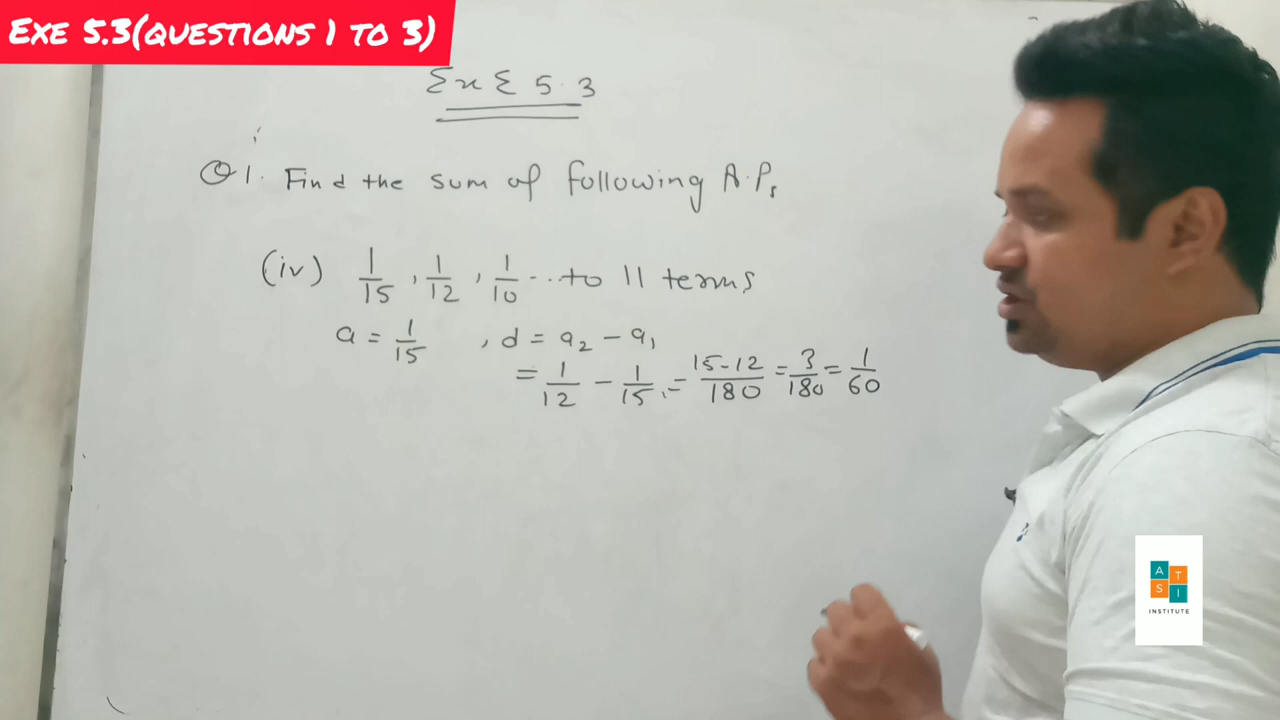 EXE 5.3(QUESTIONS 1 TO 3)
Ex E 5.3
Q1. Find the sum of following A.Ps
(iv) 1/15, 1/12, 1/10 ... to 11 terms
a = 1/15, d = a₂ - a₁
= 1/12 - 1/15 = 15-12/180 = 3/180 = 1/60
A T
S I
INSTITUTE